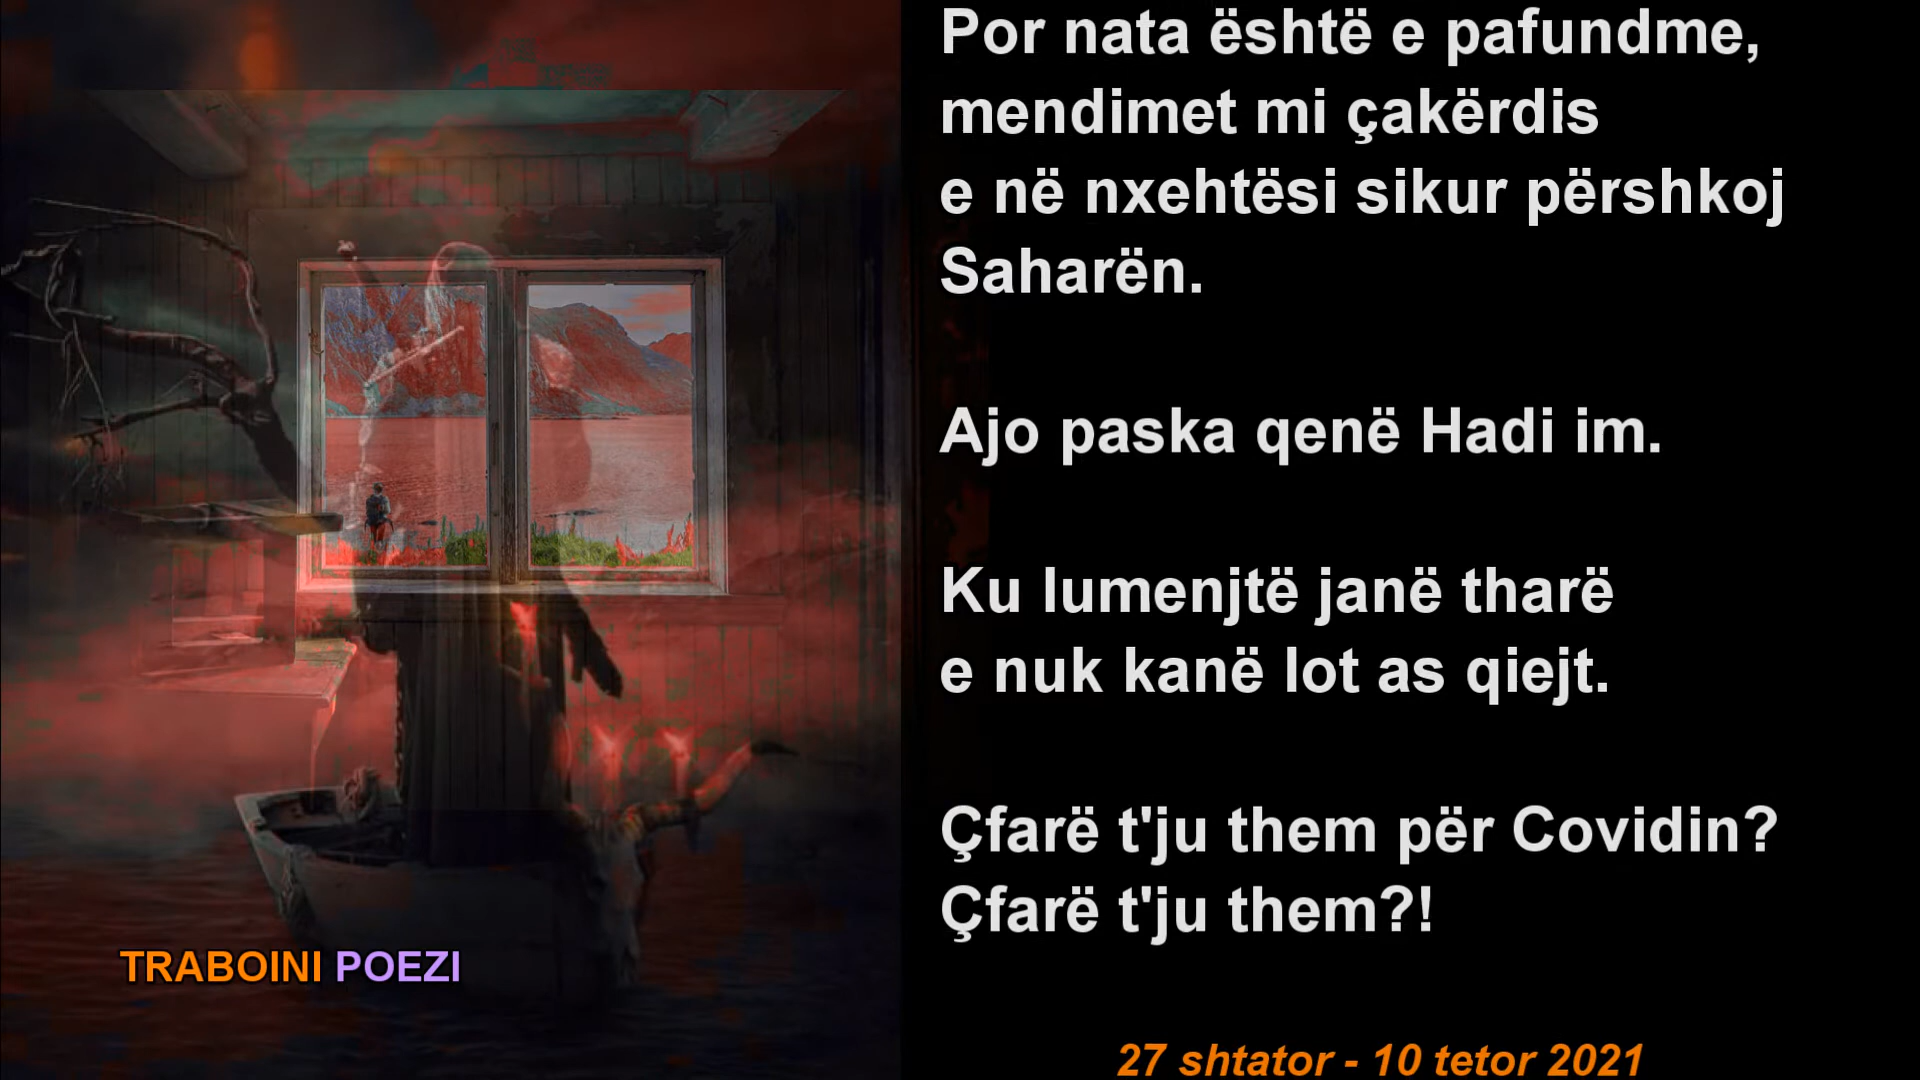 Por nata është e pafundme,
mendimet mi çakërdis
e në nxehtësi sikur përshkoj
Saharën.
Ajo paska qenë Hadi im.
Ku lumenjtë janë tharë
e nuk kanë lot as qiejt.
Çfarë t'ju them për Covidin?
Çfarë t'ju them?!
27 shtator - 10 tetor 2021
TRABOINI POEZI